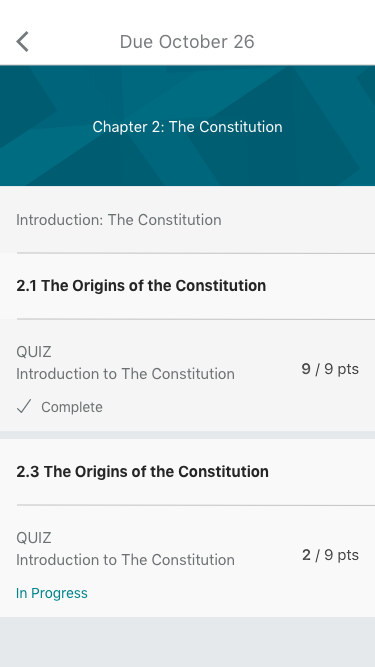 Due October 26
Chapter 2: The Constitution
Introduction: The Constitution
2.1 The Origins of the Constitution
QUIZ
Introduction to The Constitution
9 / 9 pts
Complete
2.3 The Origins of the Constitution
QUIZ
Introduction to The Constitution
2 / 9 pts
In Progress